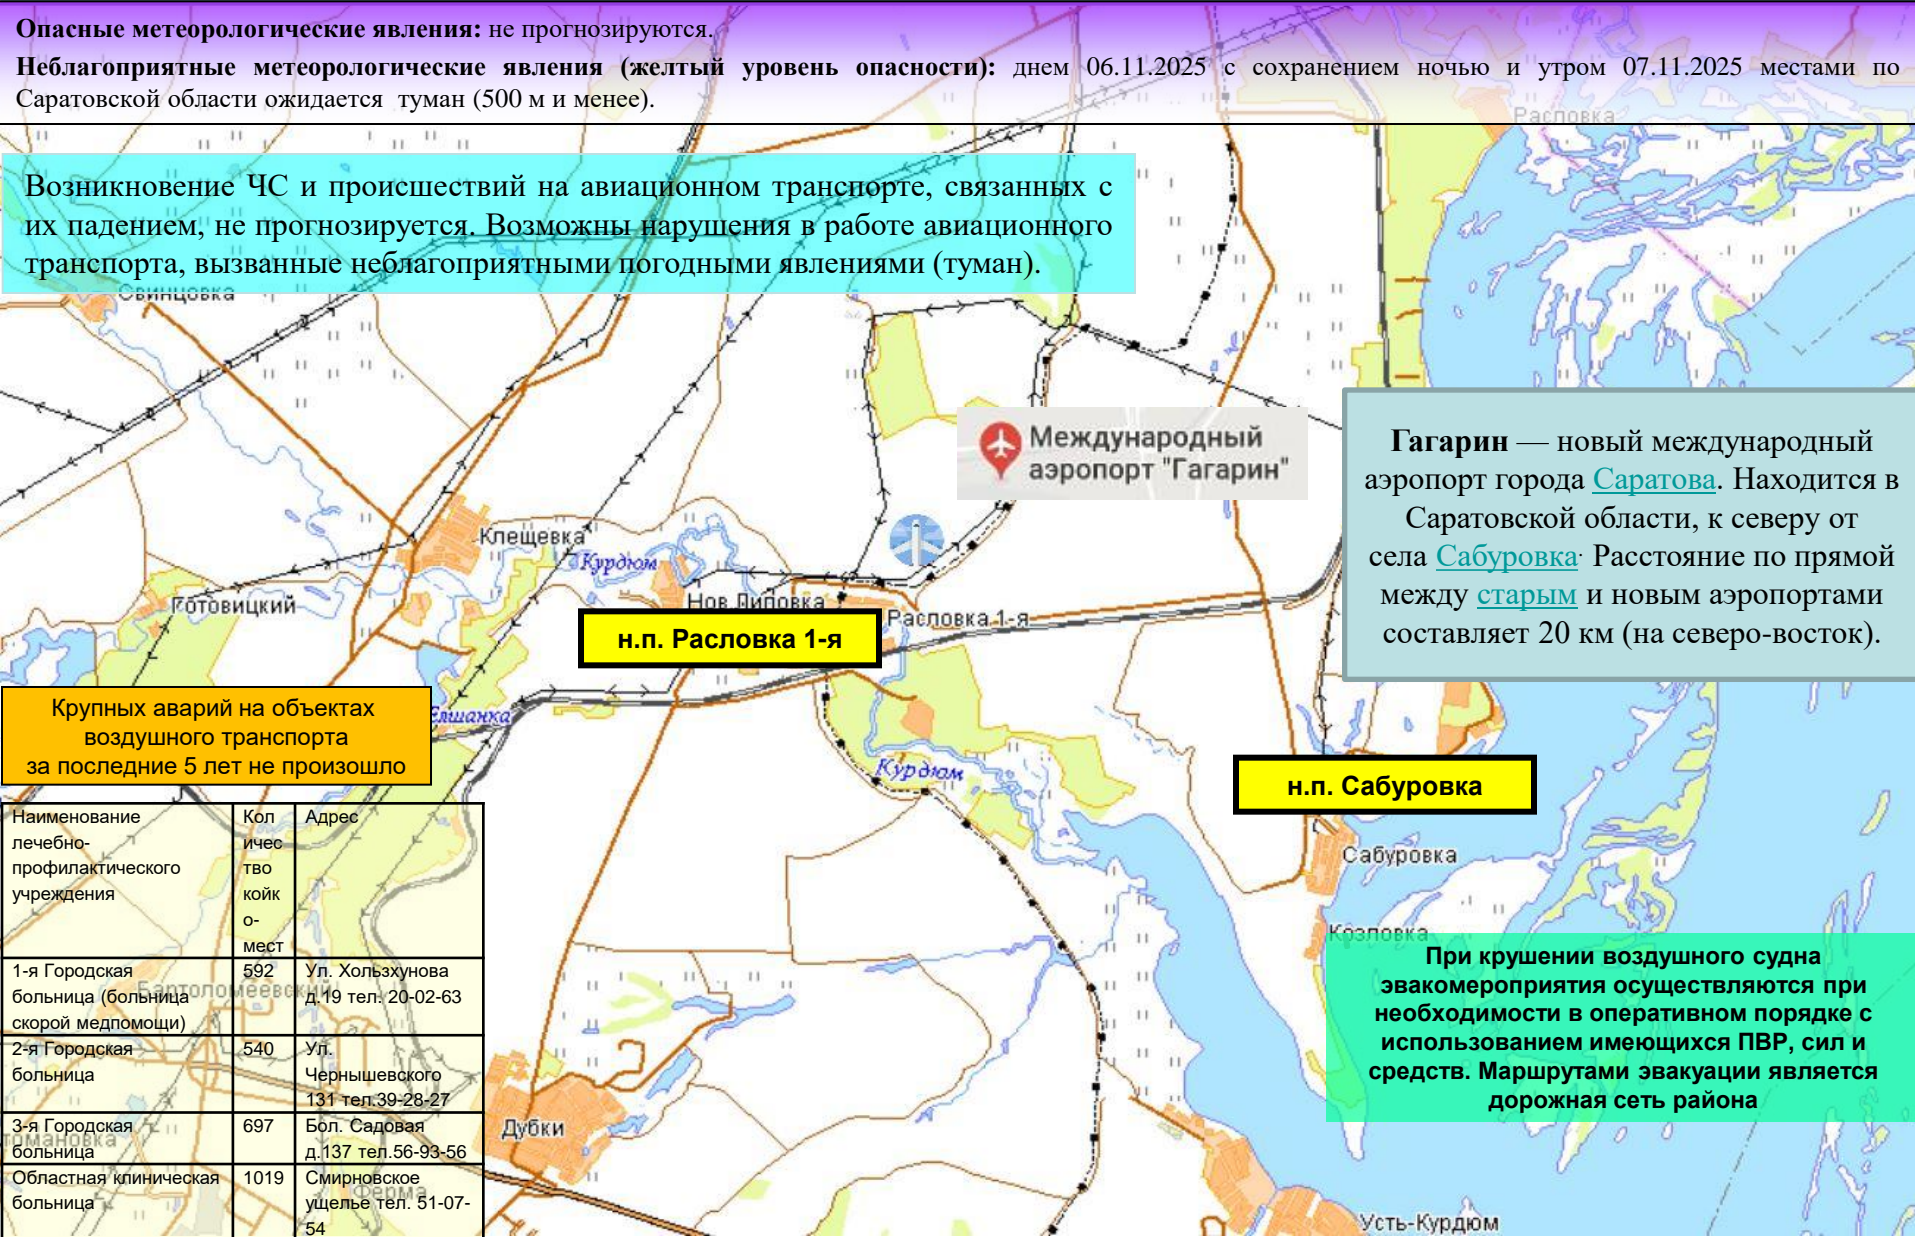 Опасные метеорологические явления: не прогнозируются.
Неблагоприятные метеорологические явления (желтый уровень опасности): днем 06.11.2025 с сохранением ночью и утром 07.11.2025 местами по
Саратовской области ожидается туман (500 м и менее).
Расловка
Возникновение ЧС и происшествий на авиационном транспорте, связанных с
их падением, не прогнозируется. Возможны нарушения в работе авиационного
транспорта, вызванные неблагоприятными погодными явлениями (туман).
Свинцовка
Международный
аэропорт "Гагарин"
Гагарин — новый международный
аэропорт города Саратова. Находится в
Саратовской области, к северу от
села Сабуровка. Расстояние по прямой
между старым и новым аэропортами
составляет 20 км (на северо-восток).
Клещевка
Курдюм
Готовицкий
Нов.Липовка
Расловка 1-я
н.п. Расловка 1-я
Елшанка
Крупных аварий на объектах
воздушного транспорта
за последние 5 лет не произошло
Курдюм
н.п. Сабуровка
Сабуровка
Козловка
Наименование
лечебно-
профилактического
учреждения
Кол
ичес
тво
койк
о-
мест
Адрес
1-я Городская
больница (больница
скорой медпомощи)
592
Ул. Хользхунова
д.19 тел. 20-02-63
Бартоломеевский
2-я Городская
больница
540
Ул.
Чернышевского
131 тел.39-28-27
3-я Городская
больница
697
Бол. Садовая
д.137 тел.56-93-56
Областная клиническая
больница
1019
Смирновское
ущелье тел. 51-07-
54
Ферма
Дубки
При крушении воздушного судна
эвакомероприятия осуществляются при
необходимости в оперативном порядке с
использованием имеющихся ПВР, сил и
средств. Маршрутами эвакуации является
дорожная сеть района
Усть-Курдюм